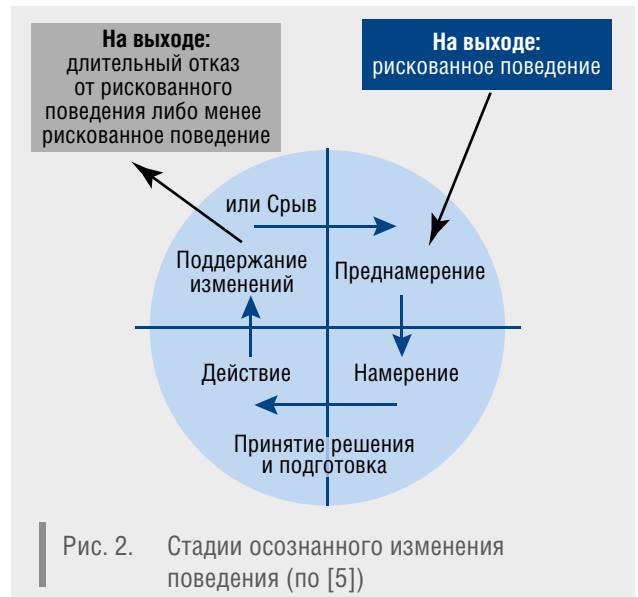 На выходе:
длительный отказ
от рискованного
поведения либо менее
рискованное поведение
На выходе:
рискованное поведение
или Срыв
Поддержание
изменений
Преднамерение
Действие
Намерение
Принятие решения
и подготовка
Рис. 2. Стадии осознанного изменения
поведения (по [5])